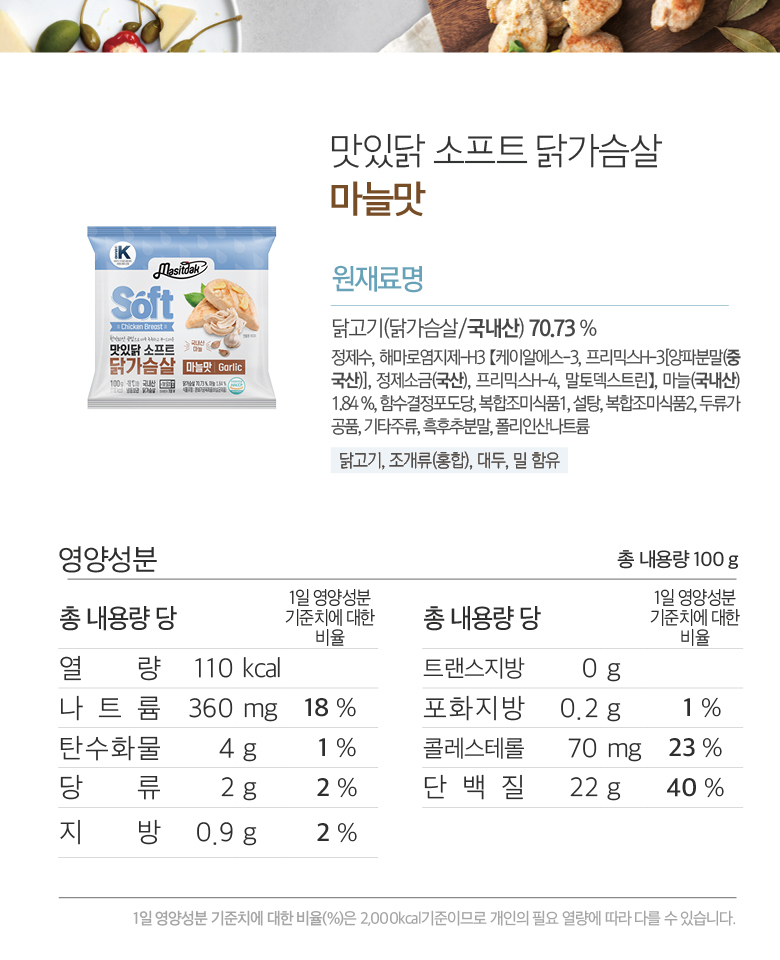 맛있닭 소프트 닭가슴살
마늘맛
K
Masitdak
Soft
Chicken Breast
맛있닭 소프트
닭가슴살
국내산
마늘
마늘맛 Garlic
100g
국내산
원재료명
닭고기(닭가슴살/국내산) 70.73 %
정제수, 해마로염지제-H3 【케이알에스-3, 프리믹스H-3[양파분말(중
국산)], 정제소금(국산), 프리믹스H-4, 말토덱스트린】, 마늘(국내산)
1.84 %, 함수결정포도당, 복합조미식품1, 설탕, 복합조미식품2, 두류가
공품, 기타주류, 흑후추분말, 폴리인산나트륨
닭고기, 조개류(홍합), 대두, 밀 함유
영양성분
총 내용량 100 g
총 내용량 당
1일 영양성분
기준치에 대한
비율
열 량 110 kcal
나 트 륨 360 mg 18 %
탄수화물 4 g 1 %
당 류 2 g 2 %
지 방 0.9 g 2 %
총 내용량 당
1일 영양성분
기준치에 대한
비율
트랜스지방 0 g
포화지방 0.2 g 1 %
콜레스테롤 70 mg 23 %
단 백 질 22 g 40 %
1일 영양성분 기준치에 대한 비율(%)은 2,000kcal기준이므로 개인의 필요 열량에 따라 다를 수 있습니다.